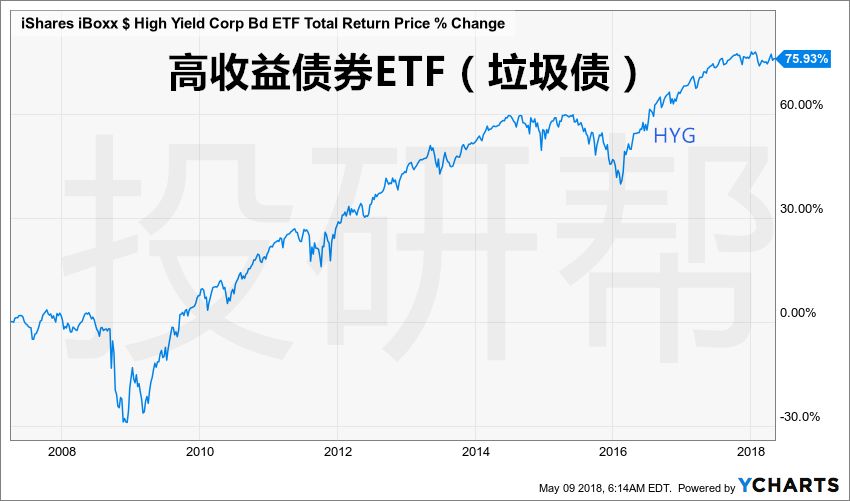 iShares iBoxx $ High Yield Corp Bd ETF Total Return Price % Change
高收益债券ETF（垃圾债）
75.93%
60.00%
HYG
30.00%
投研帮
0.00%
-30.0%
2008 2010 2012 2014 2016 2018
May 09 2018, 6:14AM EDT. Powered by YCHARTS